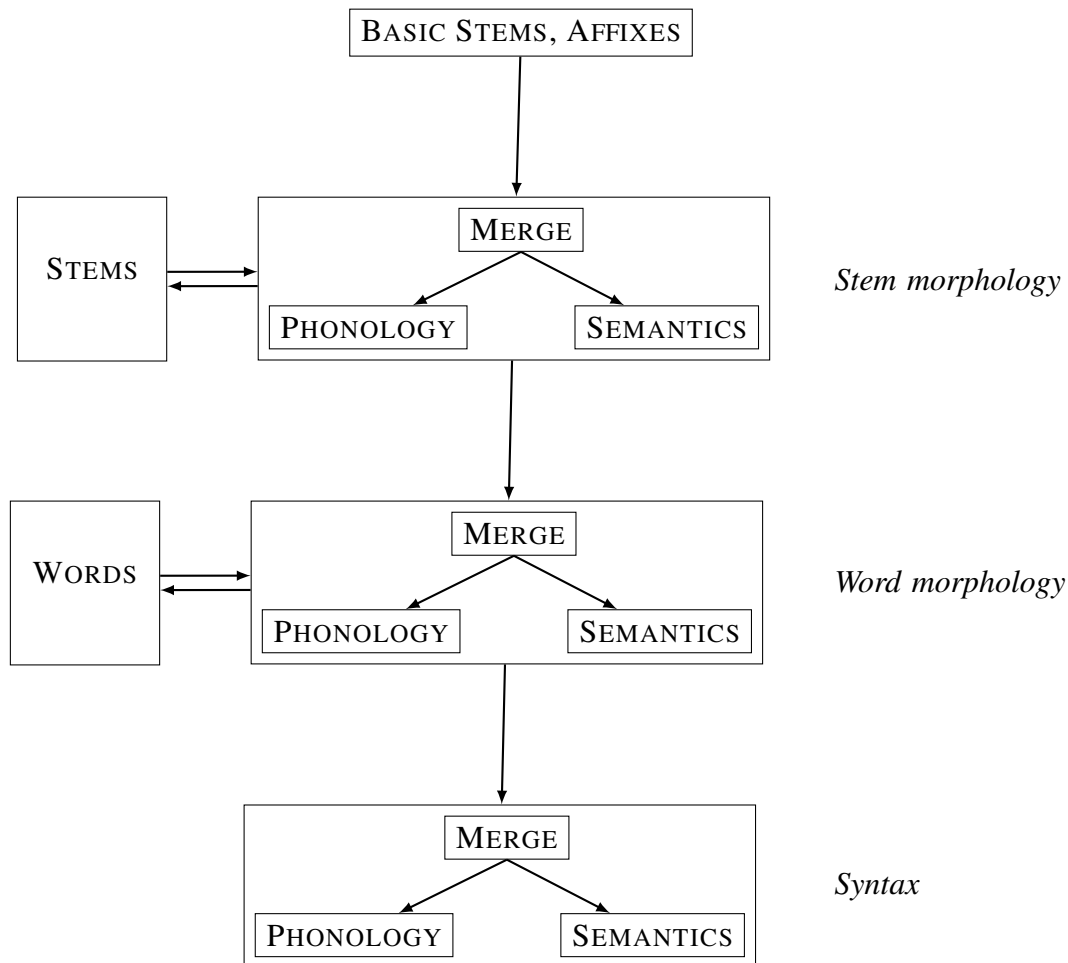 BASIC STEMS, AFFIXES
MERGE
STEMS
Stem morphology
PHONOLOGY
SEMANTICS
MERGE
WORDS
Word morphology
PHONOLOGY
SEMANTICS
MERGE
Syntax
PHONOLOGY
SEMANTICS